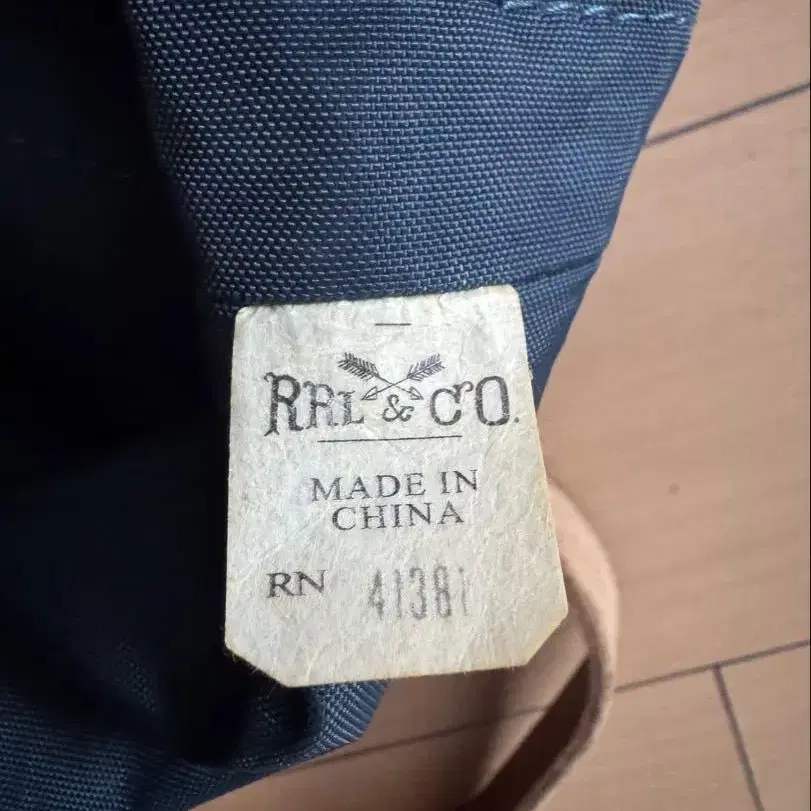 RRL & CO.
MADE IN
CHINA
RN 41381